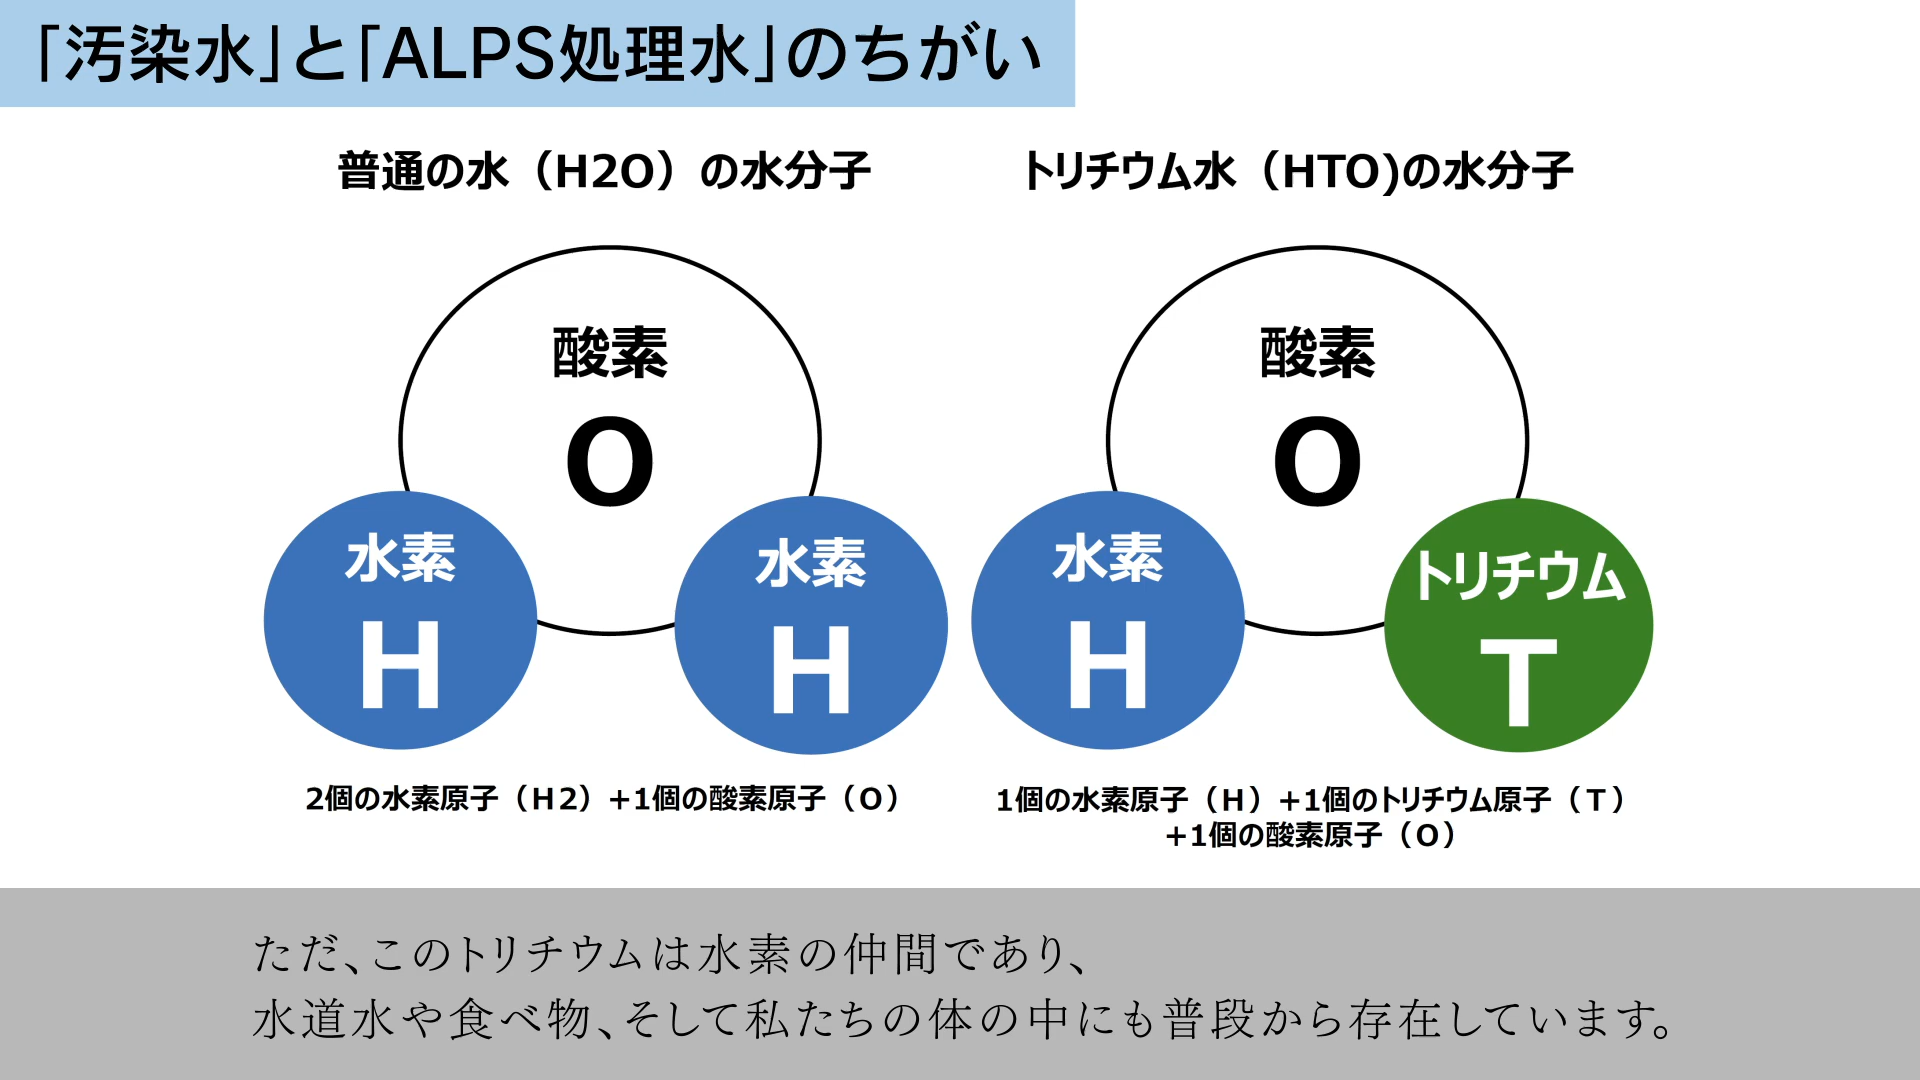 「汚染水」と「ALPS処理水」のちがい
普通の水（H2O）の水分子
トリチウム水（HTO)の水分子
酸素
O
水素
H
水素
H
酸素
O
水素
H
トリチウム
T
2個の水素原子（H2）+1個の酸素原子（O）
1個の水素原子（H）+1個のトリチウム原子（T）
+1個の酸素原子（O）
ただ、このトリチウムは水素の仲間であり、
水道水や食べ物、そして私たちの体の中にも普段から存在しています。